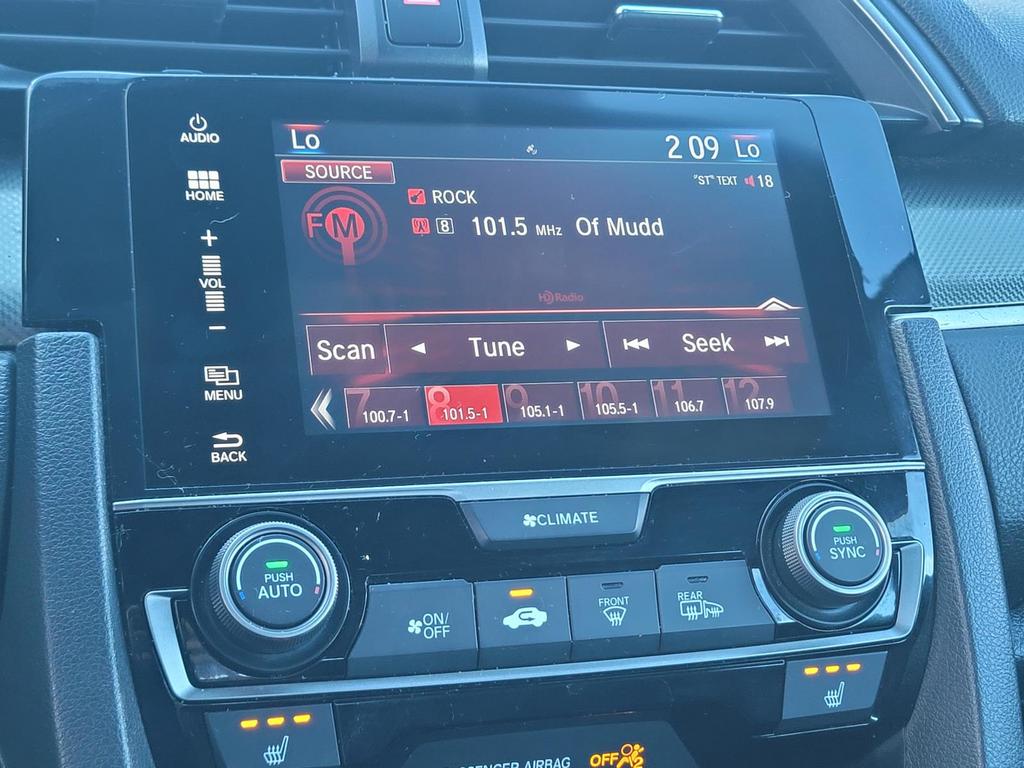 AUDIO
HOME
+
VOL
−
MENU
BACK
Lo
2 09 Lo
SOURCE
"ST" TEXT 18
FM
ROCK
8 101.5 MHz Of Mudd
HD Radio
Scan Tune Seek
7 100.7-1
8 101.5-1
9 105.1-1
10 105.5-1
11 106.7
12 107.9
CLIMATE
PUSH
AUTO
PUSH
SYNC
ON/
OFF
FRONT
REAR
AIRBAG
OFF 2